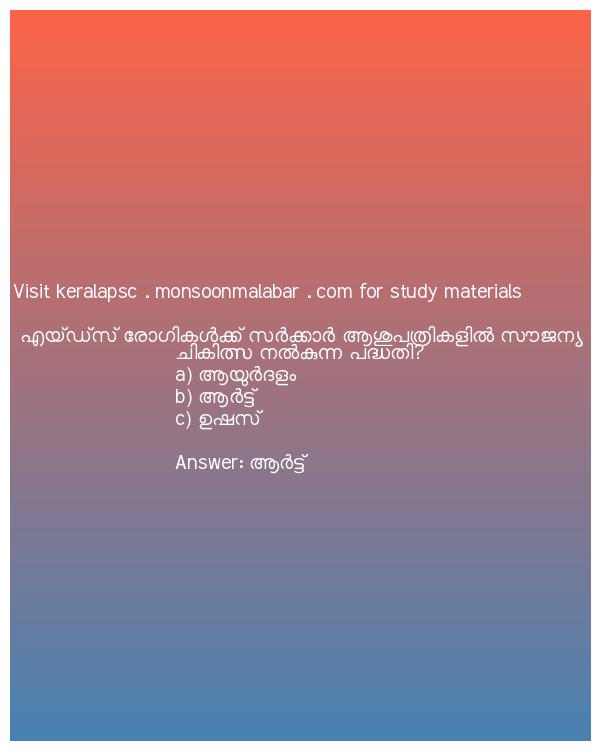 Visit keralapsc . monsoonmalabar . com for study materials
എയ്ഡ്സ് രോഗികൾക്ക് സർക്കാർ ആശുപത്രികളിൽ സൗജന്യ
ചികിത്സ നൽകുന്ന പദ്ധതി?
a) ആയുർദളം
b) ആർട്ട്
c) ഉഷസ്
Answer: ആർട്ട്